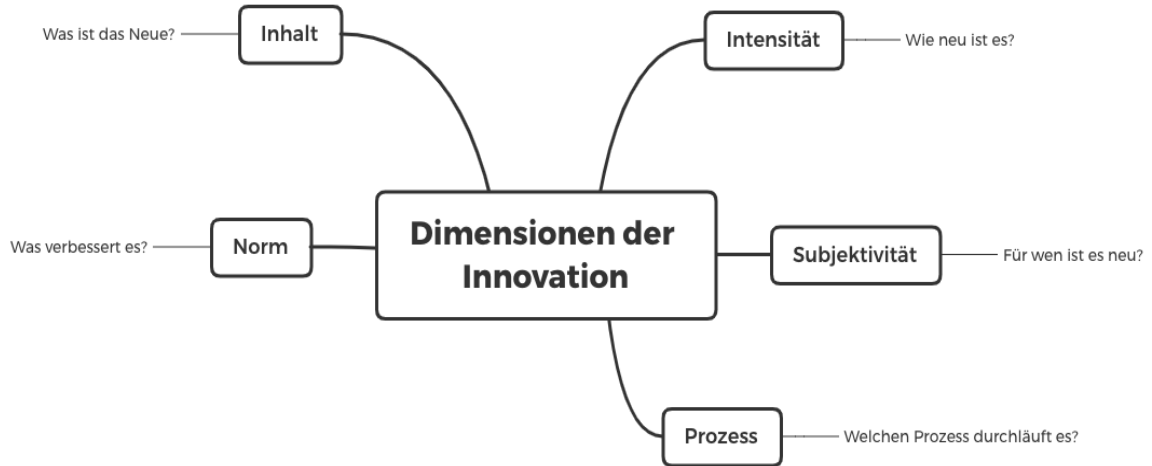 Was ist das Neue?
Inhalt
Intensität
Wie neu ist es?
Was verbessert es?
Norm
Dimensionen der
Innovation
Subjektivität
Für wen ist es neu?
Prozess
Welchen Prozess durchläuft es?